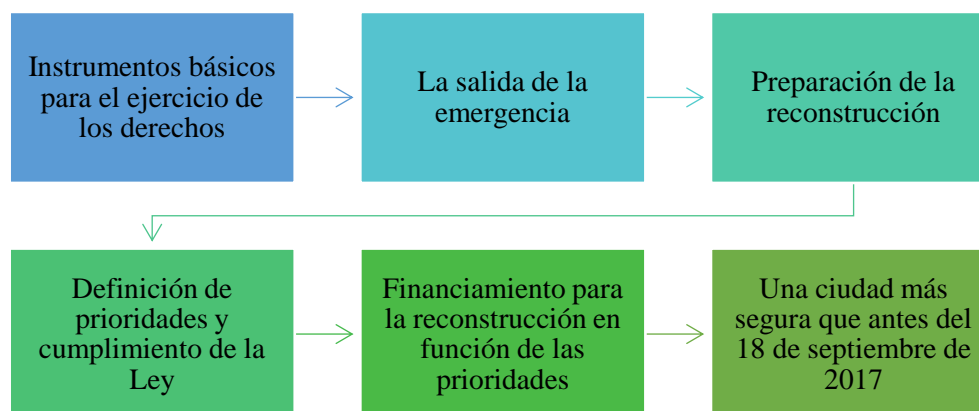 Instrumentos básicos
para el ejercicio de
los derechos
La salida de la
emergencia
Preparación de la
reconstrucción
Definición de
prioridades y
cumplimiento de la
Ley
Financiamiento para
la reconstrucción en
función de las
prioridades
Una ciudad más
segura que antes del
18 de septiembre de
2017